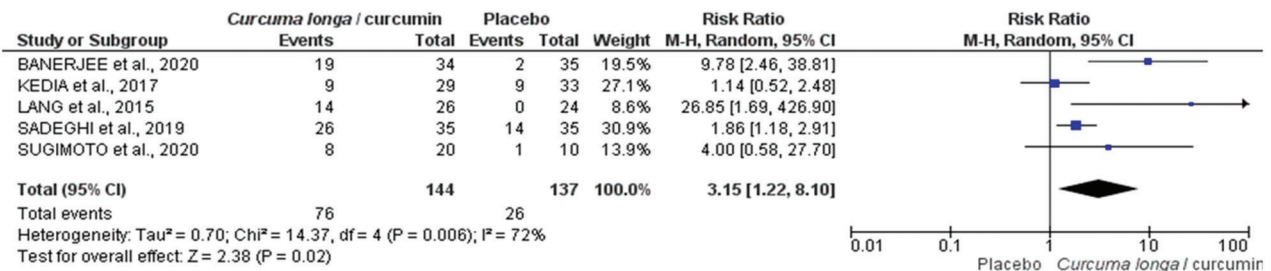 Curcuma longa / curcumin Placebo Risk Ratio Risk Ratio
Study or Subgroup Events Total Events Total Weight M-H, Random, 95% CI M-H, Random, 95% CI
BANERJEE et al., 2020 19 34 2 35 19.5% 9.78 [2.46, 38.81]
KEDIA et al., 2017 9 29 9 33 27.1% 1.14 [0.52, 2.48]
LANG et al., 2015 14 26 0 24 8.6% 26.85 [1.69, 426.90]
SADEGHI et al., 2019 26 35 14 35 30.9% 1.86 [1.18, 2.91]
SUGIMOTO et al., 2020 8 20 1 10 13.9% 4.00 [0.58, 27.70]
Total (95% CI) 144 137 100.0% 3.15 [1.22, 8.10]
Total events 76 26
Heterogeneity: Tau² = 0.70; Chi² = 14.37, df = 4 (P = 0.006); I² = 72%
Test for overall effect: Z = 2.38 (P = 0.02)
0.01 0.1 1 10 100
Placebo Curcuma longa / curcumin